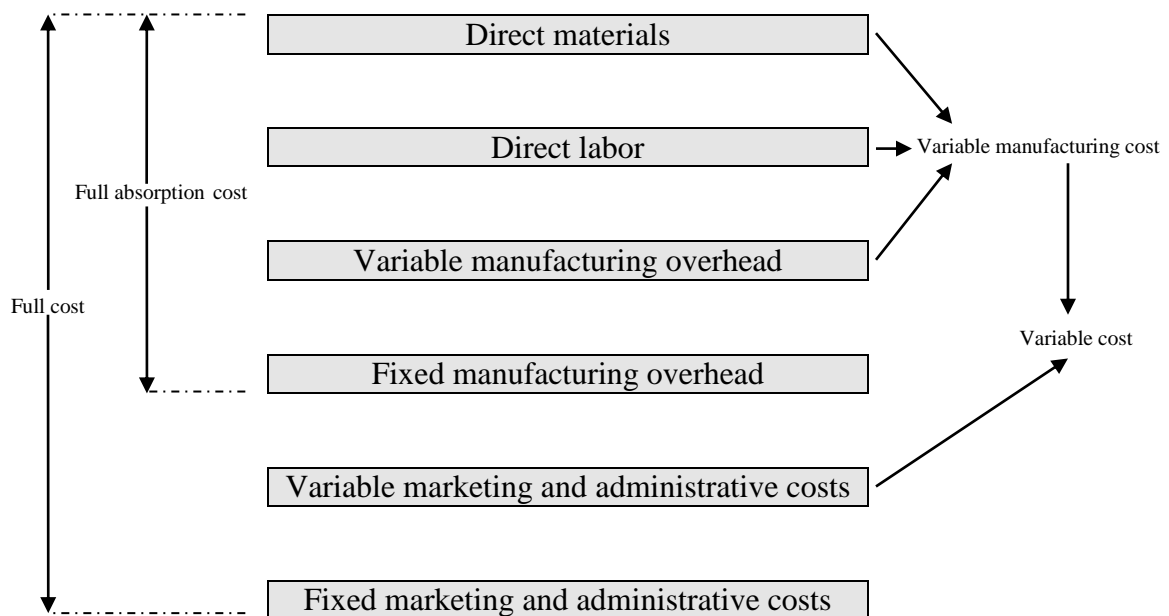 Direct materials
Direct labor
Variable manufacturing cost
Full absorption cost
Variable manufacturing overhead
Full cost
Variable cost
Fixed manufacturing overhead
Variable marketing and administrative costs
Fixed marketing and administrative costs